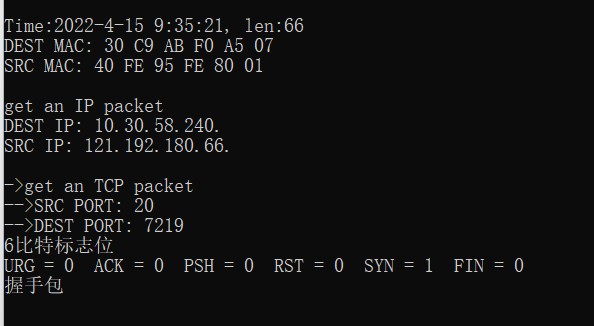 Time:2022-4-15 9:35:21, len:66
DEST MAC: 30 C9 AB F0 A5 07
SRC MAC: 40 FE 95 FE 80 01
get an IP packet
DEST IP: 10.30.58.240.
SRC IP: 121.192.180.66.
->get an TCP packet
-->SRC PORT: 20
-->DEST PORT: 7219
6比特标志位
URG = 0  ACK = 0  PSH = 0  RST = 0  SYN = 1  FIN = 0
握手包